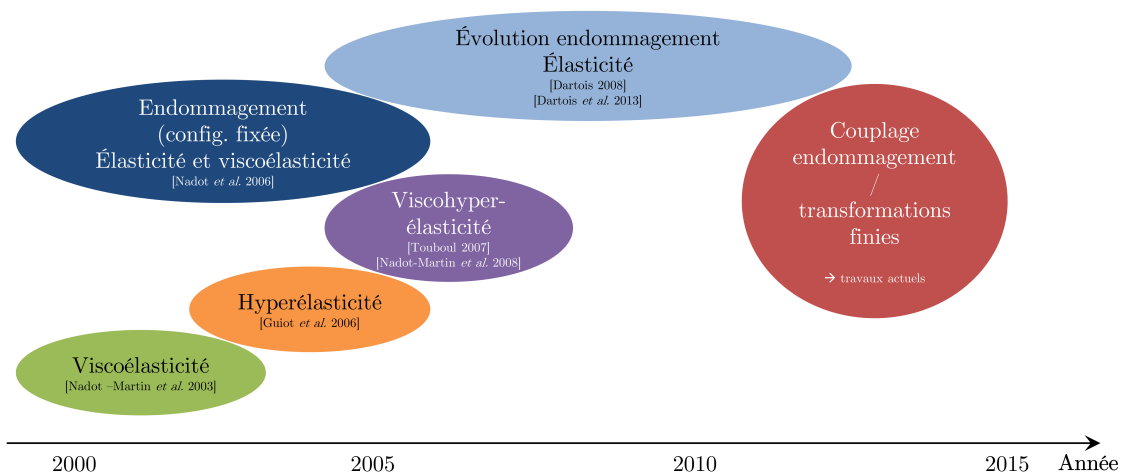 Évolution endommagement
Élasticité
[Dartois 2008]
[Dartois et al. 2013]
Endommagement
(config. fixée)
Élasticité et viscoélasticité
[Nadot et al. 2006]
Couplage
endommagement
/
transformations
finies
→ travaux actuels
Viscohyper-
élasticité
[Touboul 2007]
[Nadot-Martin et al. 2008]
Hyperélasticité
[Guiot et al. 2006]
Viscoélasticité
[Nadot –Martin et al. 2003]
2000 2005 2010 2015 Année